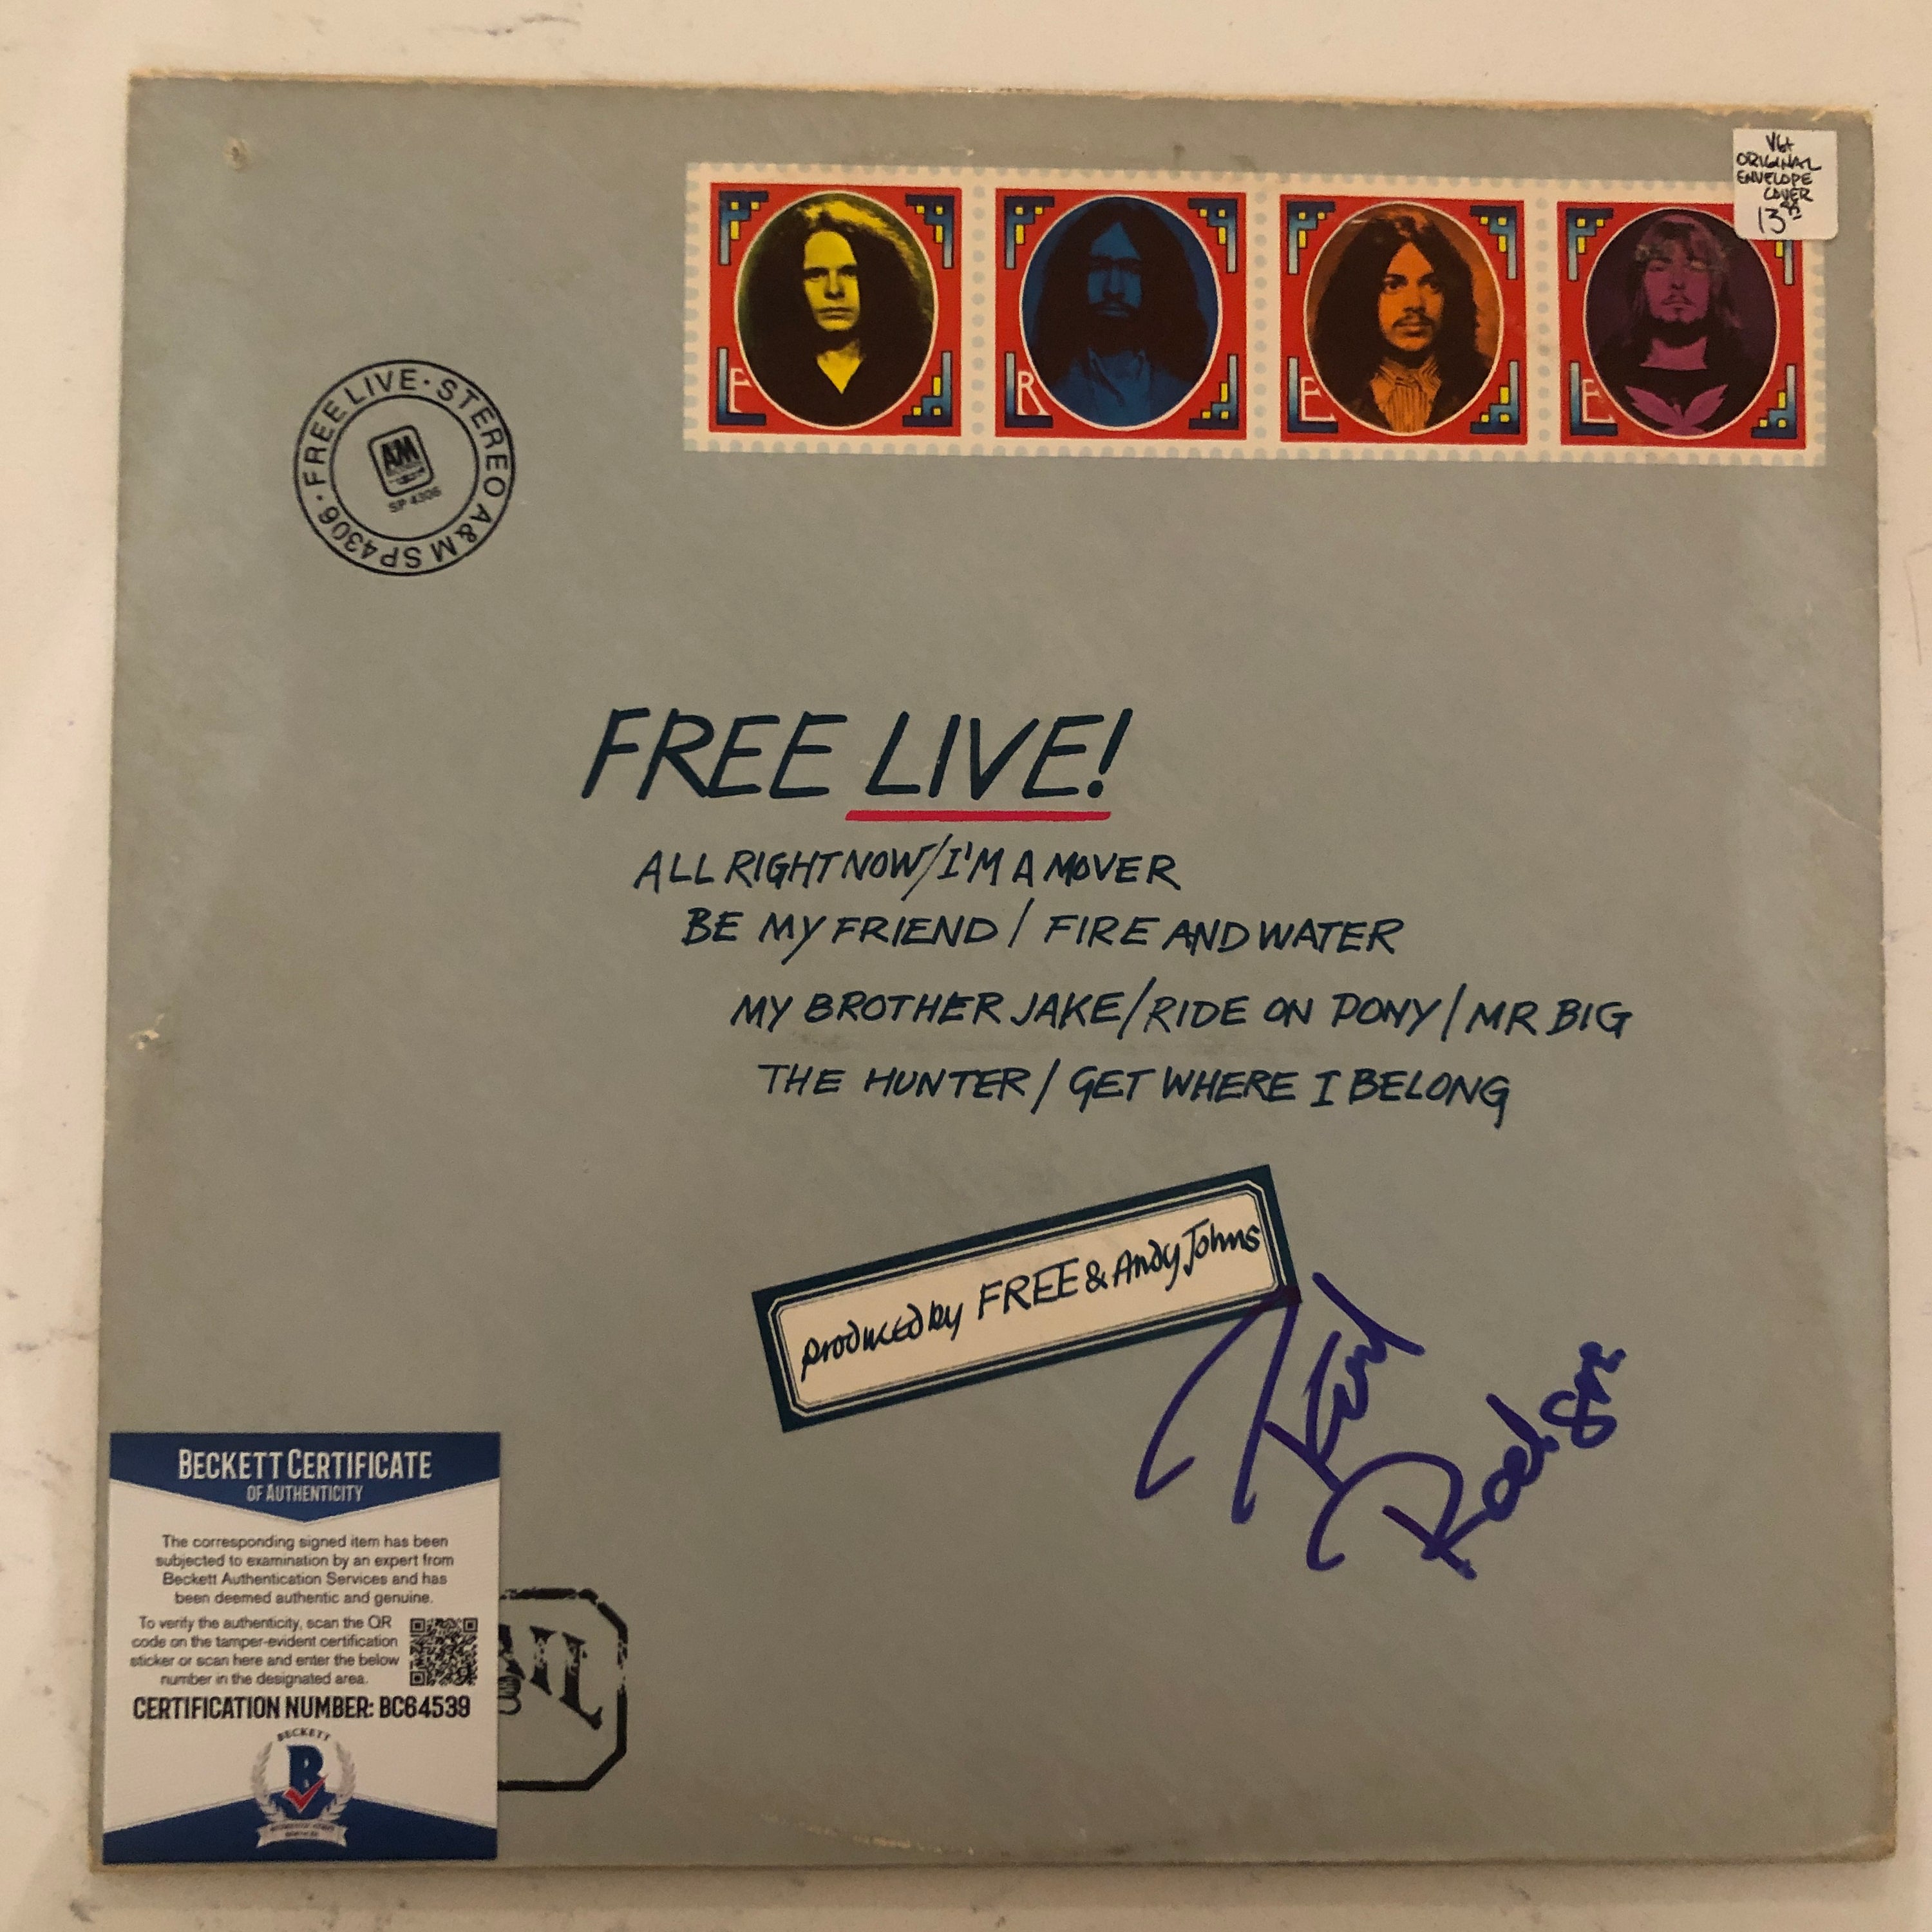 V6+
ORIGINAL
ENVELOPE
COVER
F
R
E
E
FREE LIVE · STEREO A&M SP4306 ·
AM
SP 4306
FREE LIVE!
ALL RIGHT NOW/I'M A MOVER
BE MY FRIEND / FIRE AND WATER
MY BROTHER JAKE/RIDE ON PONY/MR BIG
THE HUNTER / GET WHERE I BELONG
produced by FREE & Andy Johns
BECKETT CERTIFICATE
OF AUTHENTICITY
The corresponding signed item has been
subjected to examination by an expert from
Beckett Authentication Services and has
been deemed authentic and genuine.
To verify the authenticity, scan the QR
code on the tamper-evident certification
sticker or scan here and enter the below
number in the designated area.
CERTIFICATION NUMBER: BC64539
BECKETT
B